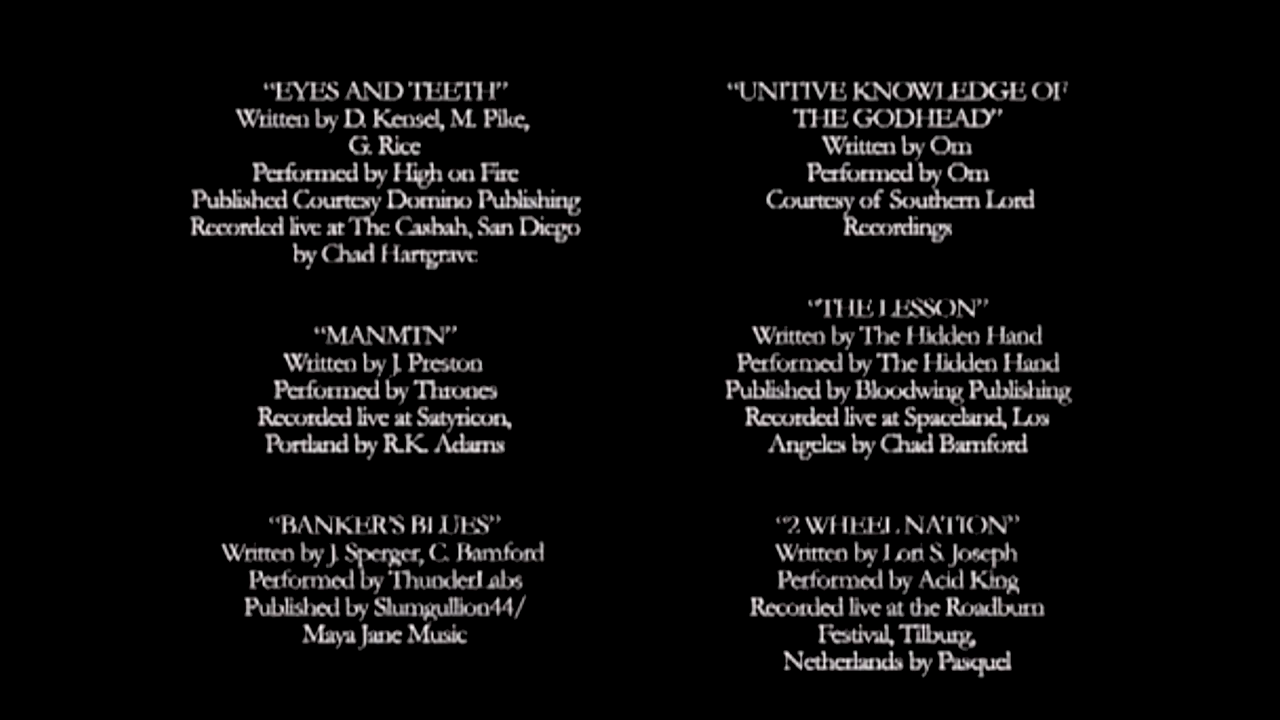 “EYES AND TEETH”
Written by D. Kensel, M. Pike,
G. Rice
Performed by High on Fire
Published Courtesy Domino Publishing
Recorded live at The Casbah, San Diego
by Chad Hartgrave
“MANMTN”
Written by J. Preston
Performed by Thrones
Recorded live at Satyricon,
Portland by R.K. Adams
“BANKER’S BLUES”
Written by J. Sperger, C. Bamford
Performed by ThunderLabs
Published by Slumgullion44/
Maya Jane Music
“UNITIVE KNOWLEDGE OF
THE GODHEAD”
Written by Om
Performed by Om
Courtesy of Southern Lord
Recordings
“THE LESSON”
Written by The Hidden Hand
Performed by The Hidden Hand
Published by Bloodwing Publishing
Recorded live at Spaceland, Los
Angeles by Chad Bamford
“2 WHEEL NATION”
Written by Lori S. Joseph
Performed by Acid King
Recorded live at the Roadburn
Festival, Tilburg,
Netherlands by Pasquel